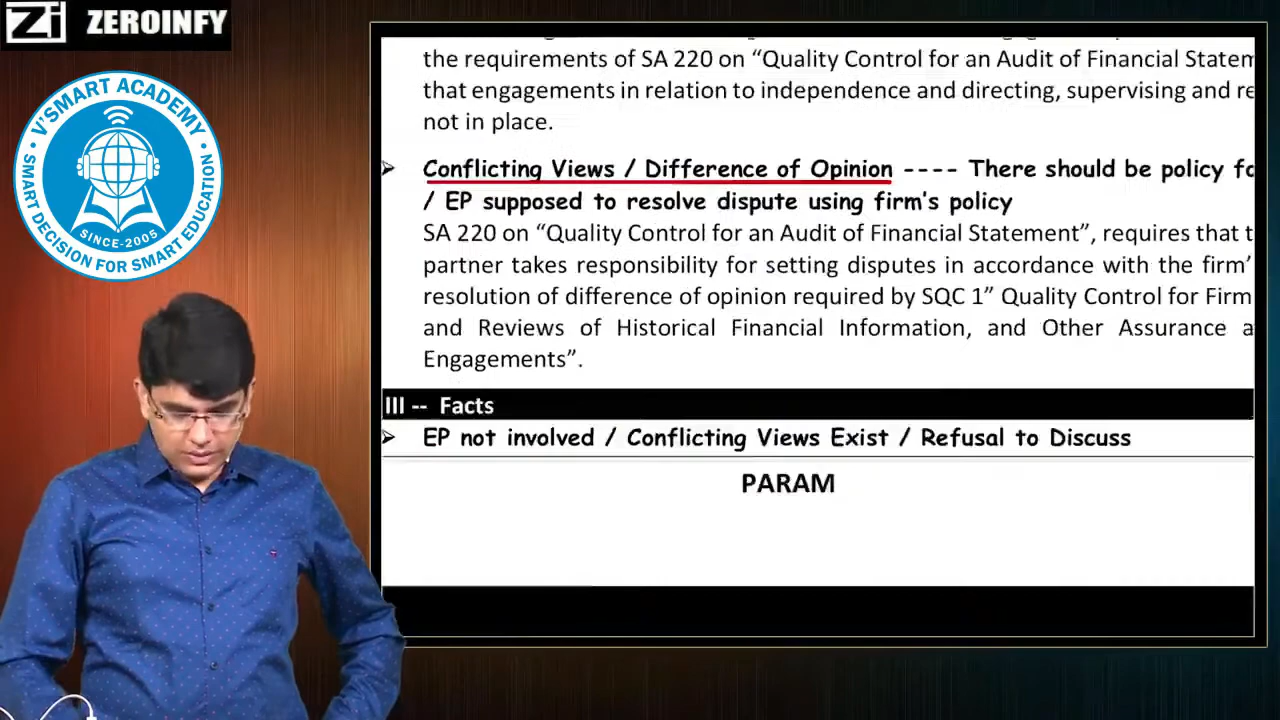 Zi ZEROINFY
V'SMART ACADEMY
SMART DECISION FOR SMART EDUCATION
SINCE-2005
the requirements of SA 220 on “Quality Control for an Audit of Financial Statem
that engagements in relation to independence and directing, supervising and re
not in place.
➢ Conflicting Views / Difference of Opinion ---- There should be policy fo
/ EP supposed to resolve dispute using firm's policy
SA 220 on “Quality Control for an Audit of Financial Statement”, requires that t
partner takes responsibility for setting disputes in accordance with the firm’
resolution of difference of opinion required by SQC 1” Quality Control for Firm
and Reviews of Historical Financial Information, and Other Assurance a
Engagements”.
III -- Facts
➢ EP not involved / Conflicting Views Exist / Refusal to Discuss
PARAM